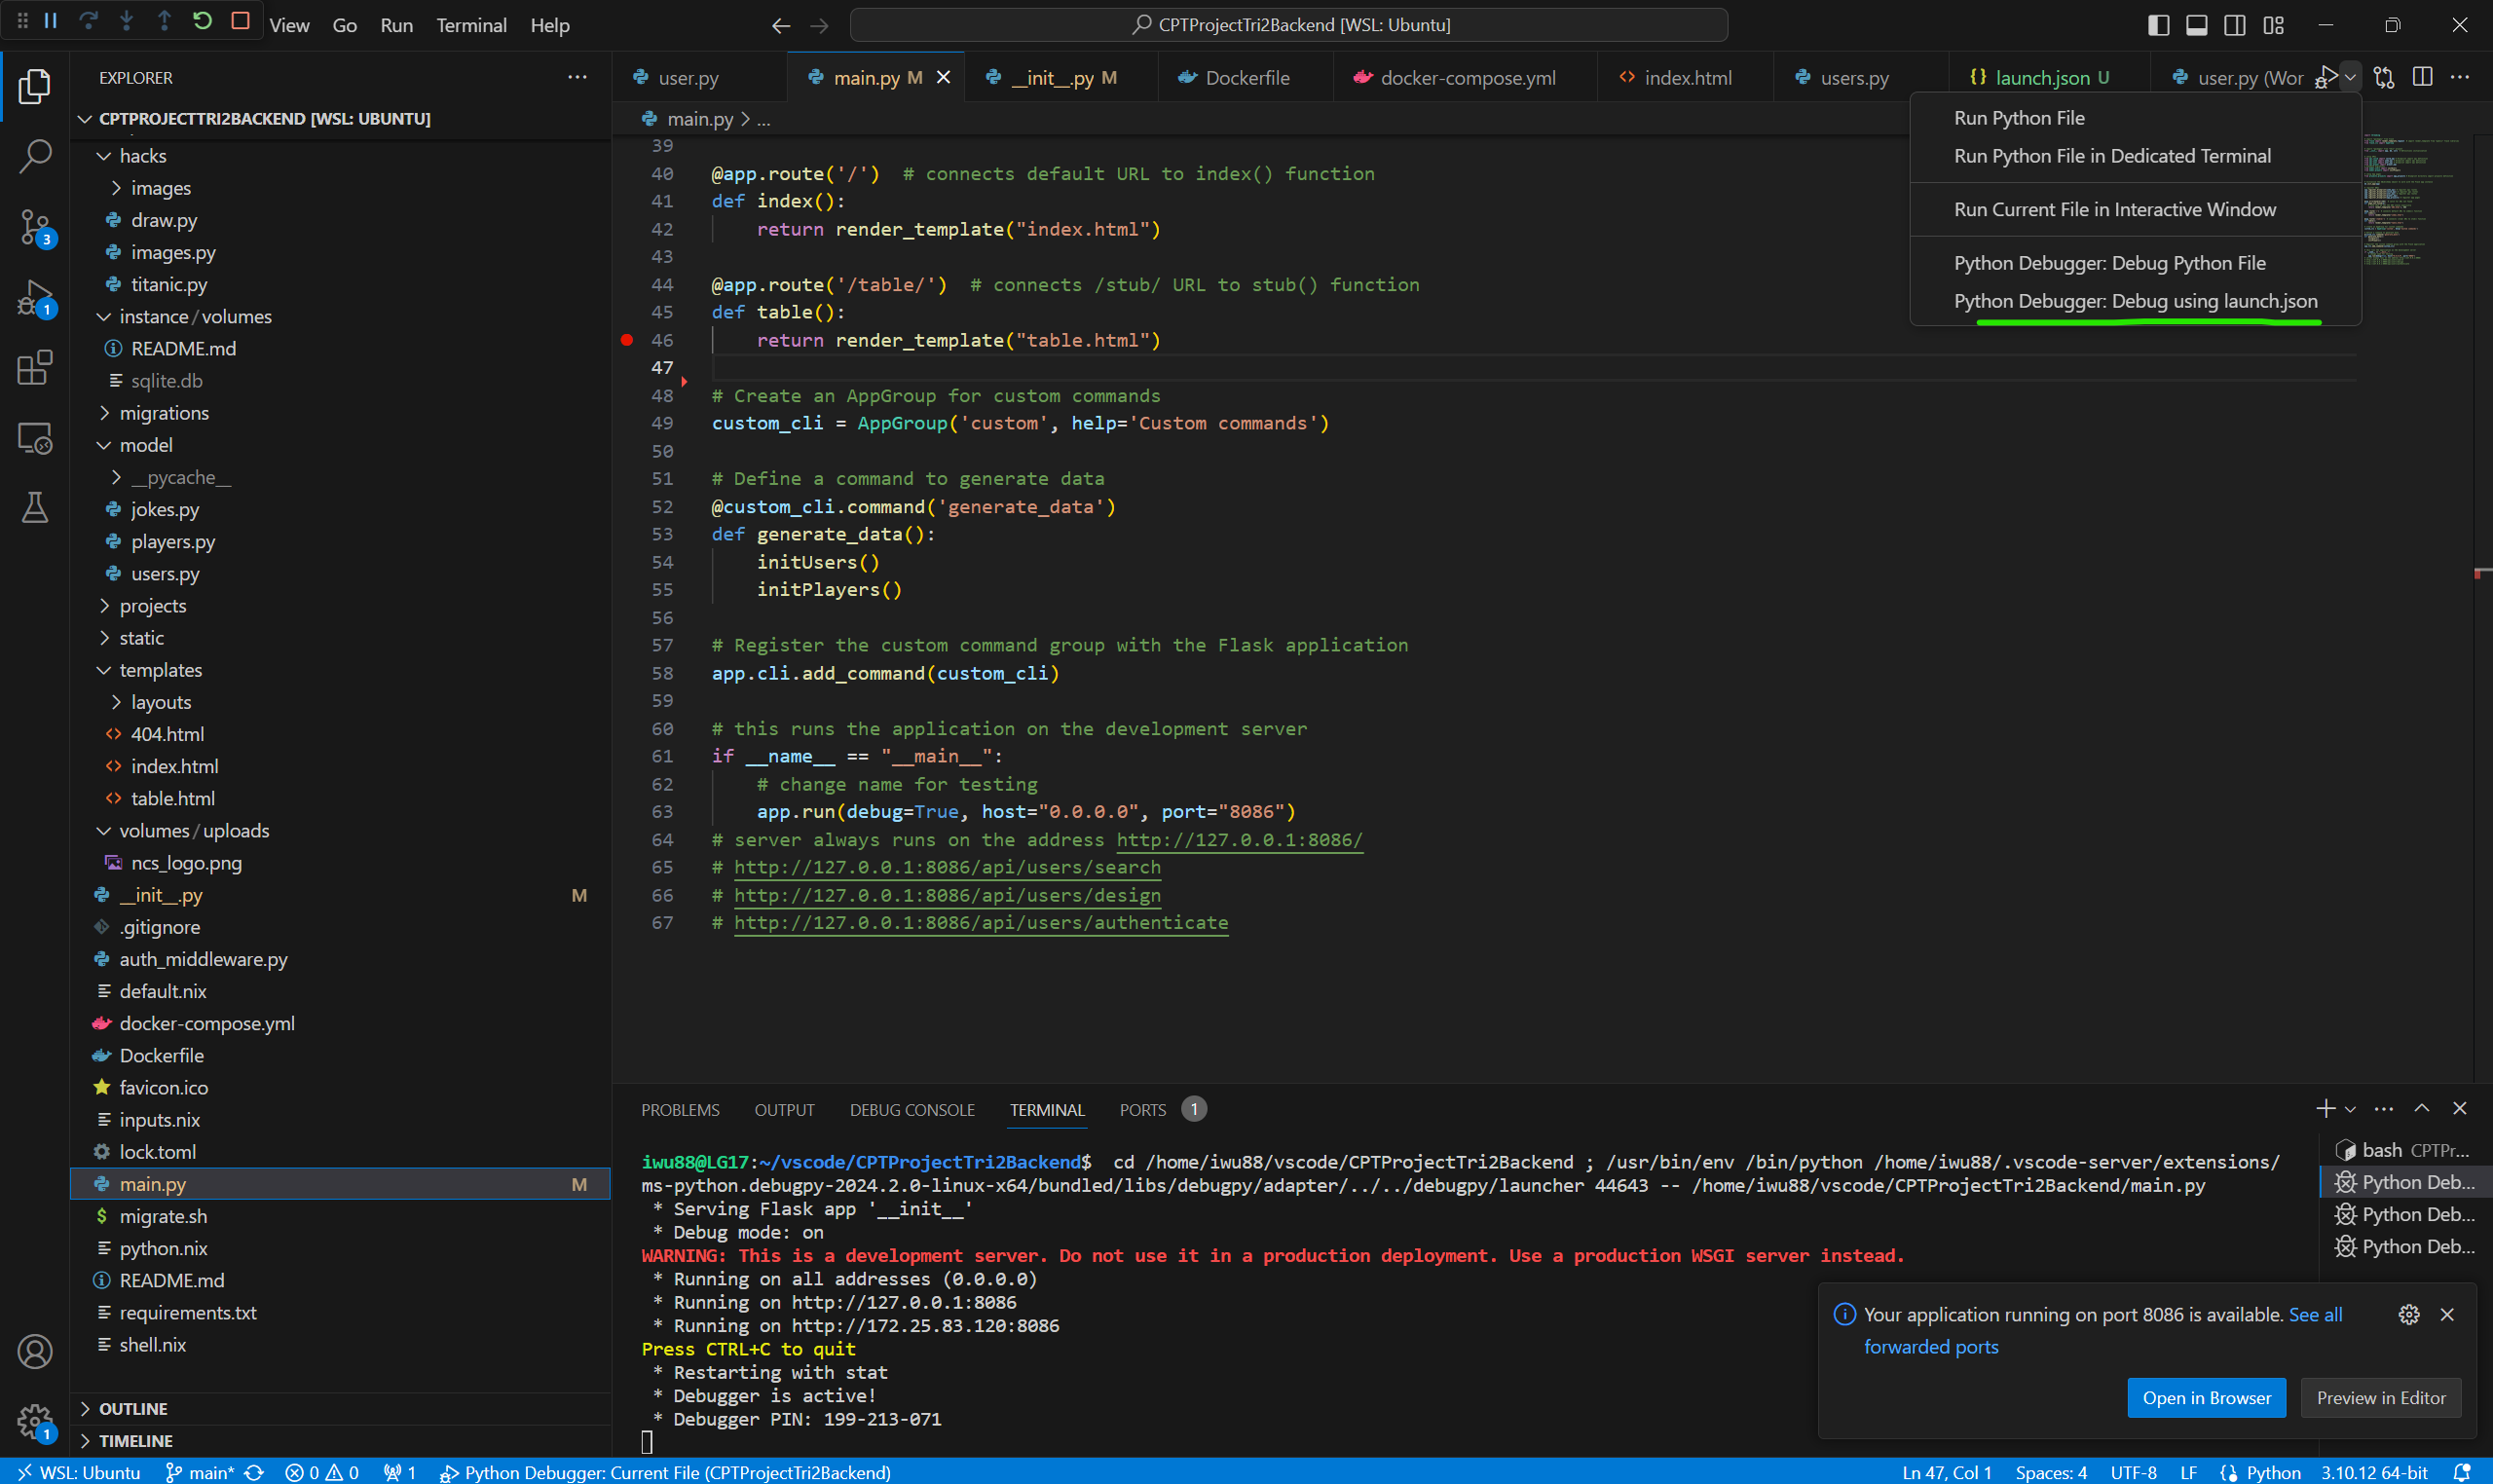 View Go Run Terminal Help
CPTProjectTri2Backend [WSL: Ubuntu]
EXPLORER
CPTPROJECTTRI2BACKEND [WSL: UBUNTU]
hacks
images
draw.py
images.py
titanic.py
instance/volumes
README.md
sqlite.db
migrations
model
__pycache__
jokes.py
players.py
users.py
projects
static
templates
layouts
404.html
index.html
table.html
volumes/uploads
ncs_logo.png
__init__.py M
.gitignore
auth_middleware.py
default.nix
docker-compose.yml
Dockerfile
favicon.ico
inputs.nix
lock.toml
main.py M
migrate.sh
python.nix
README.md
requirements.txt
shell.nix
OUTLINE
TIMELINE
3
1
1
user.py main.py M __init__.py M Dockerfile docker-compose.yml index.html users.py launch.json U user.py (Wor
main.py > ...
Run Python File
Run Python File in Dedicated Terminal
Run Current File in Interactive Window
Python Debugger: Debug Python File
Python Debugger: Debug using launch.json
39
40 @app.route('/')  # connects default URL to index() function
41 def index():
42     return render_template("index.html")
43
44 @app.route('/table/')  # connects /stub/ URL to stub() function
45 def table():
46     return render_template("table.html")
47
48 # Create an AppGroup for custom commands
49 custom_cli = AppGroup('custom', help='Custom commands')
50
51 # Define a command to generate data
52 @custom_cli.command('generate_data')
53 def generate_data():
54     initUsers()
55     initPlayers()
56
57 # Register the custom command group with the Flask application
58 app.cli.add_command(custom_cli)
59
60 # this runs the application on the development server
61 if __name__ == "__main__":
62     # change name for testing
63     app.run(debug=True, host="0.0.0.0", port="8086")
64 # server always runs on the address http://127.0.0.1:8086/
65 # http://127.0.0.1:8086/api/users/search
66 # http://127.0.0.1:8086/api/users/design
67 # http://127.0.0.1:8086/api/users/authenticate
PROBLEMS OUTPUT DEBUG CONSOLE TERMINAL PORTS 1
iwu88@LG17:~/vscode/CPTProjectTri2Backend$  cd /home/iwu88/vscode/CPTProjectTri2Backend ; /usr/bin/env /bin/python /home/iwu88/.vscode-server/extensions/
ms-python.debugpy-2024.2.0-linux-x64/bundled/libs/debugpy/adapter/../../debugpy/launcher 44643 -- /home/iwu88/vscode/CPTProjectTri2Backend/main.py
* Serving Flask app '__init__'
* Debug mode: on
WARNING: This is a development server. Do not use it in a production deployment. Use a production WSGI server instead.
* Running on all addresses (0.0.0.0)
* Running on http://127.0.0.1:8086
* Running on http://172.25.83.120:8086
Press CTRL+C to quit
* Restarting with stat
* Debugger is active!
* Debugger PIN: 199-213-071
bash CPTPr...
Python Deb...
Python Deb...
Python Deb...
Your application running on port 8086 is available. See all
forwarded ports
Open in Browser Preview in Editor
WSL: Ubuntu main* 0 0 1 Python Debugger: Current File (CPTProjectTri2Backend) Ln 47, Col 1 Spaces: 4 UTF-8 LF Python 3.10.12 64-bit